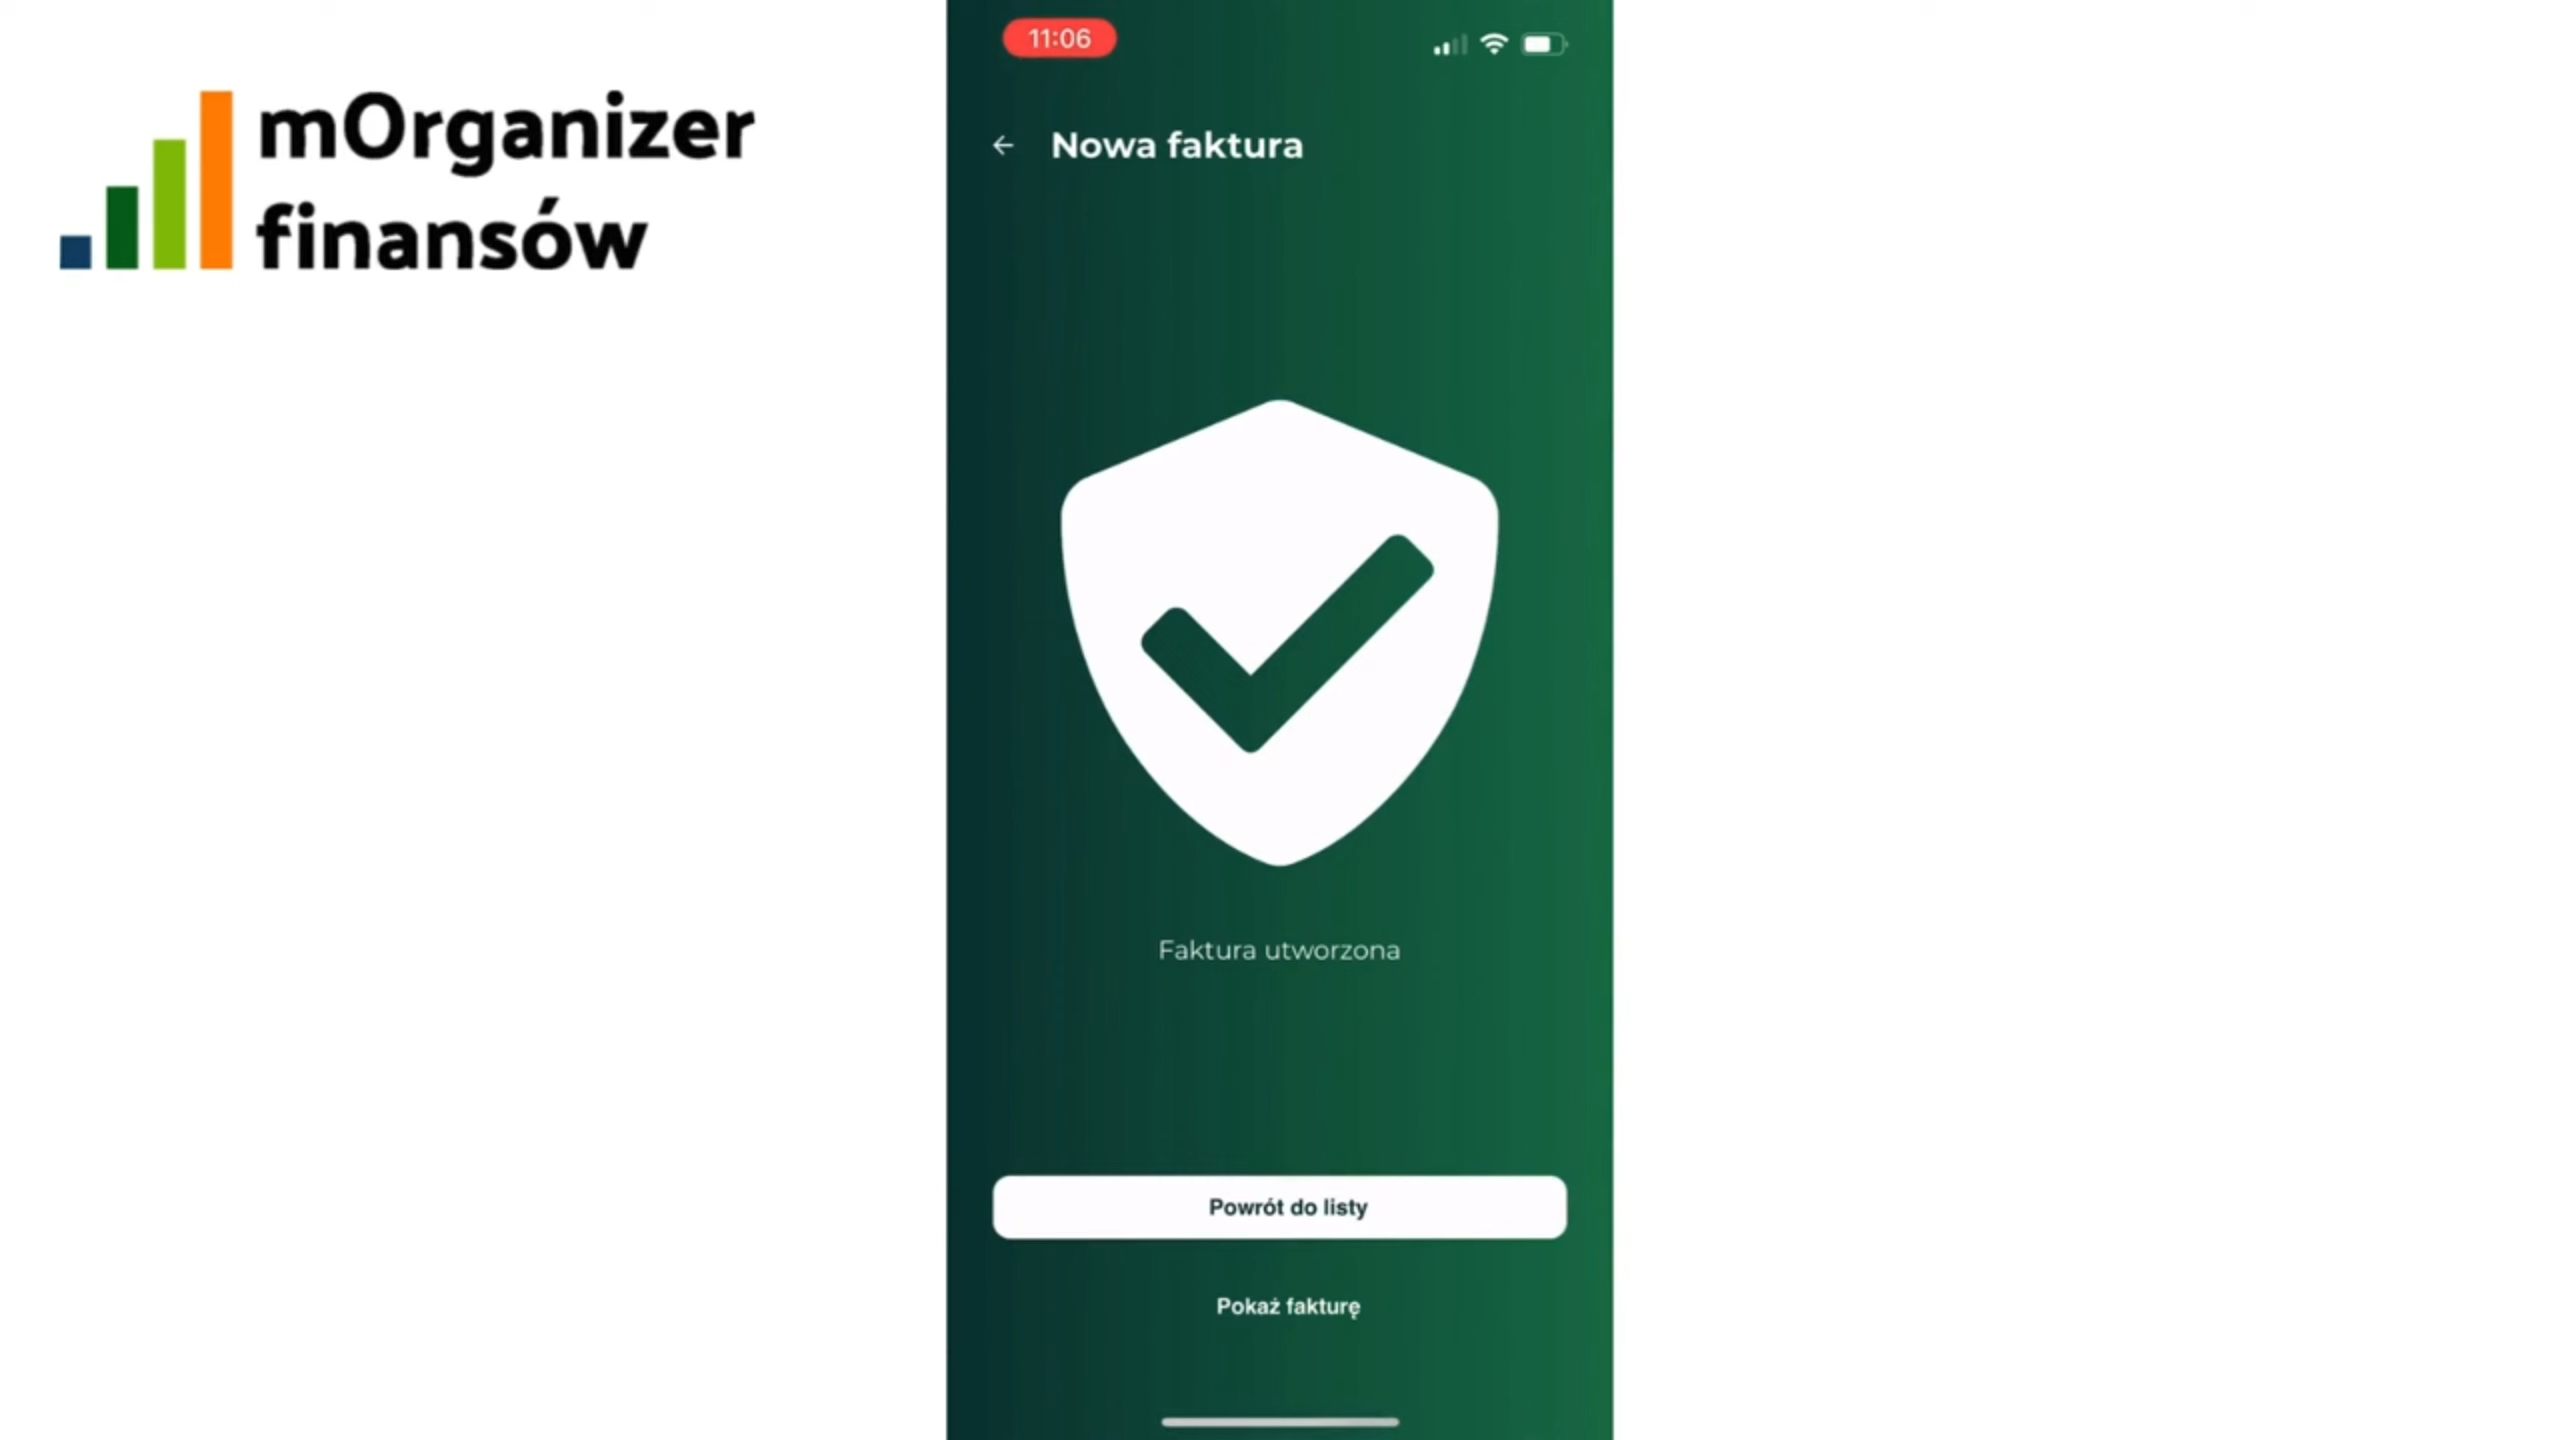 mOrganizer
finansów
11:06
Nowa faktura
Faktura utworzona
Powrót do listy
Pokaż fakturę